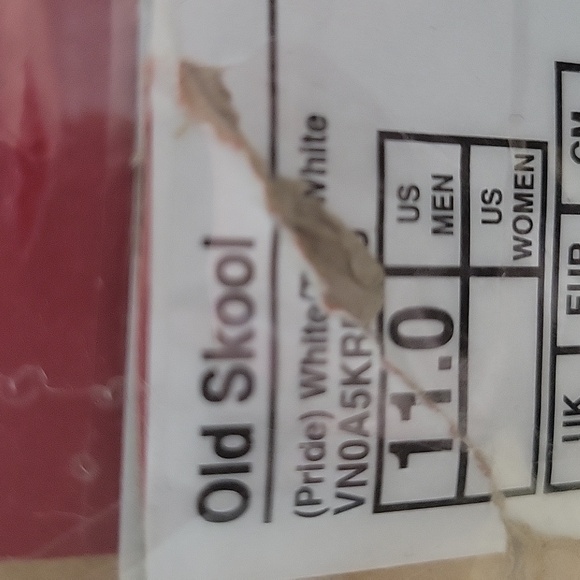 Old Skool
(Pride) White White
VN0A5KR
US MEN
11.0
US WOMEN
UK
EUR
CM